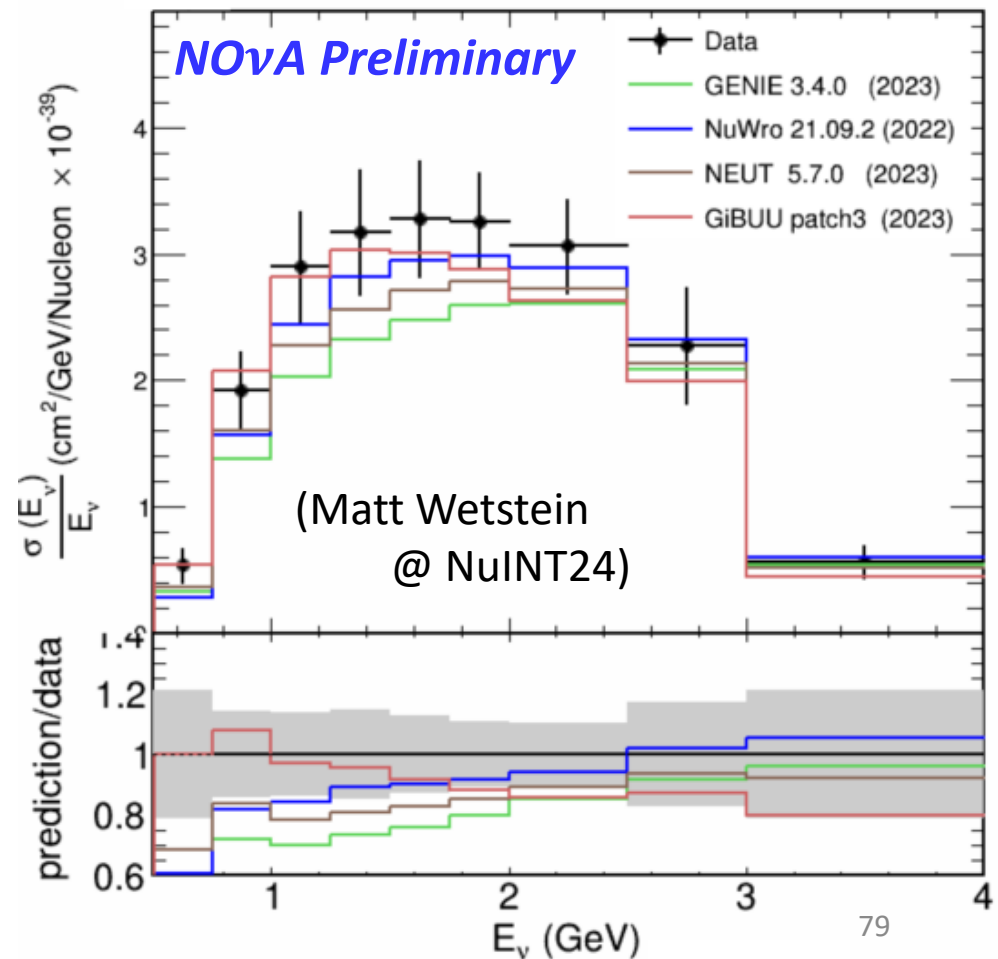 NOνA Preliminary
Data
GENIE 3.4.0 (2023)
NuWro 21.09.2 (2022)
NEUT 5.7.0 (2023)
GiBUU patch3 (2023)
σ (Eν)
Eν
(cm²/GeV/Nucleon × 10⁻³⁹)
4
3
2
1
(Matt Wetstein
@ NuINT24)
prediction/data
1.4
1.2
1
0.8
0.6
1 2 3 4
Eν (GeV)
79